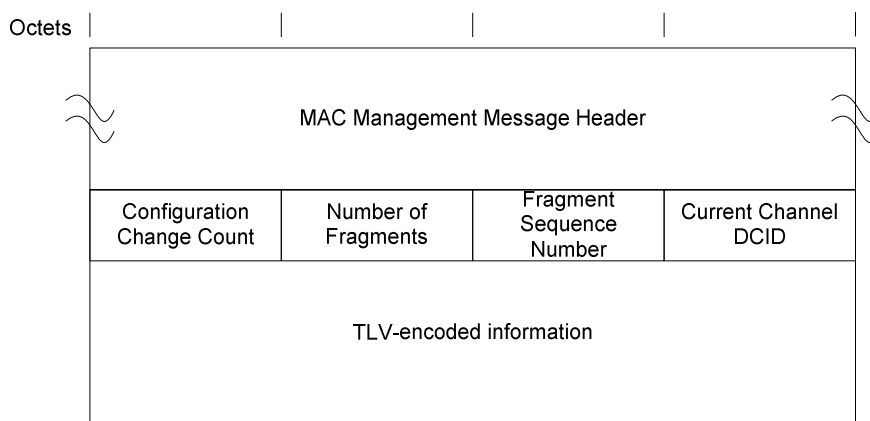 Octets
MAC Management Message Header
Configuration
Change Count
Number of
Fragments
Fragment
Sequence
Number
Current Channel
DCID
TLV-encoded information